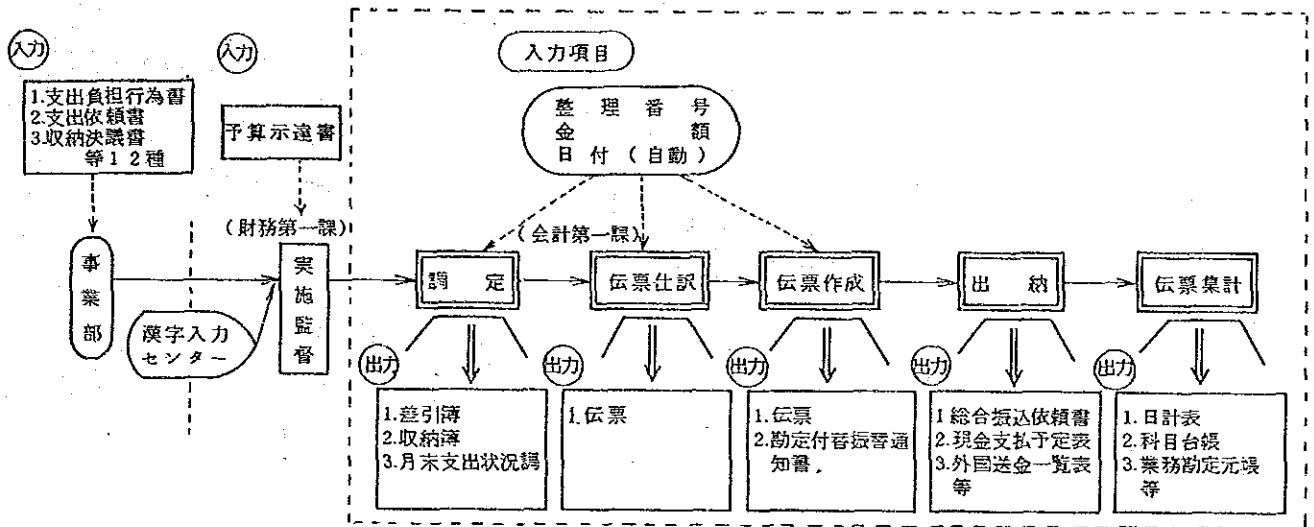 入力
入力
1.支出負担行為書
2.支出依頼書
3.収納決議書
等12種
予算示達書
入力項目
整理番号
金額
日付(自動)
(財務第一課)
(会計第一課)
事業部
漢字入力
センター
実施監督
調定
伝票仕訳
伝票作成
出納
伝票集計
出力
出力
出力
出力
出力
1.差引簿
2.収納簿
3.月末支出状況調
1.伝票
1.伝票
2.勘定付替振替通
知書.
1総合振込依頼書
2.現金支払予定表
3.外国送金一覧表
等
1.日計表
2.科目台帳
3.業務勘定元帳
等